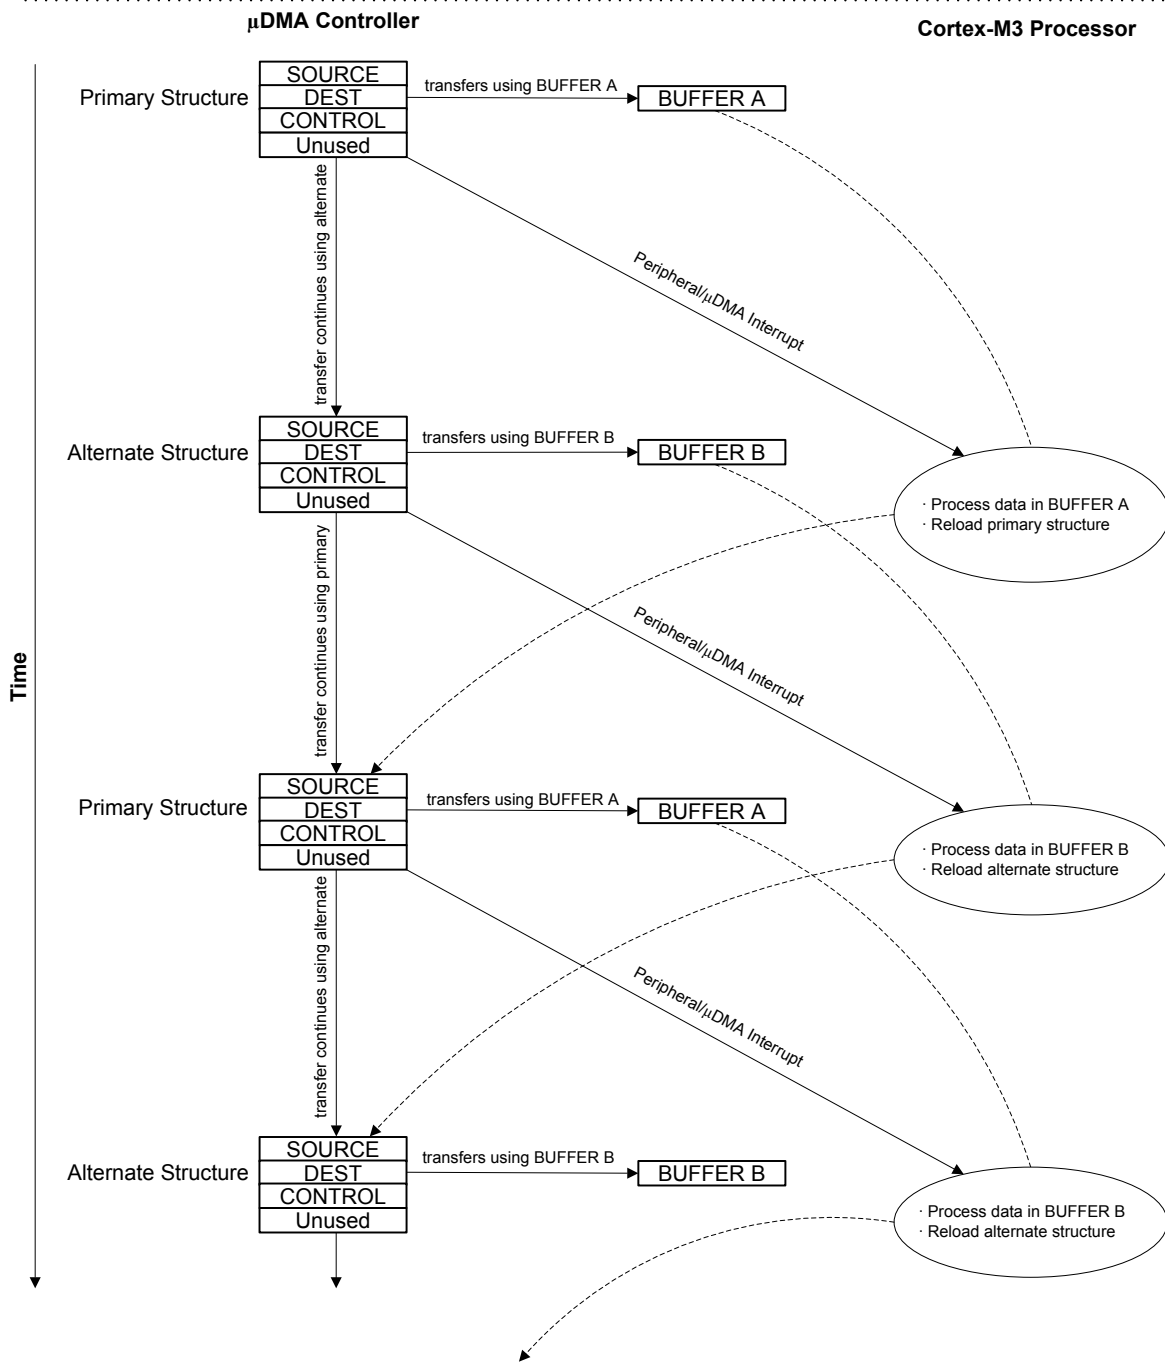 μDMA Controller
Cortex-M3 Processor
SOURCE
Primary Structure
DEST
transfers using BUFFER A
BUFFER A
CONTROL
Unused
transfer continues using alternate
Peripheral/μDMA Interrupt
SOURCE
Alternate Structure
DEST
transfers using BUFFER B
BUFFER B
CONTROL
Unused
· Process data in BUFFER A
· Reload primary structure
transfer continues using primary
Peripheral/μDMA Interrupt
Time
SOURCE
Primary Structure
DEST
transfers using BUFFER A
BUFFER A
CONTROL
Unused
· Process data in BUFFER B
· Reload alternate structure
transfer continues using alternate
Peripheral/μDMA Interrupt
SOURCE
Alternate Structure
DEST
transfers using BUFFER B
BUFFER B
CONTROL
Unused
· Process data in BUFFER B
· Reload alternate structure